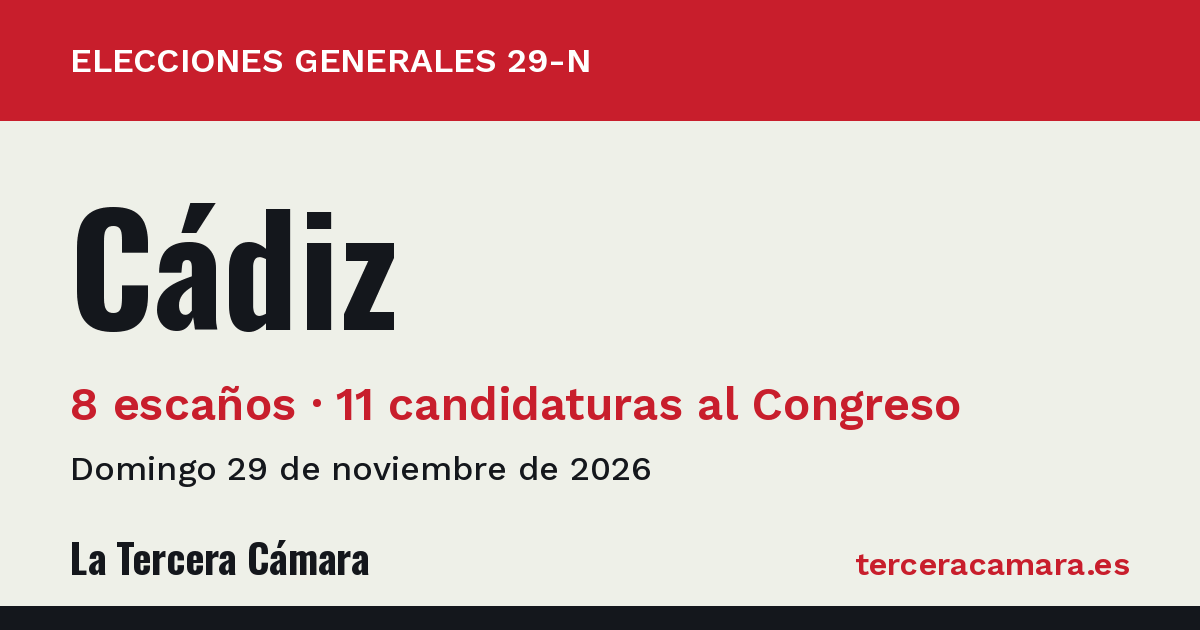 ELECCIONES GENERALES 29-N
Cádiz
8 escaños · 11 candidaturas al Congreso
Domingo 29 de noviembre de 2026
La Tercera Cámara
terceracamara.es